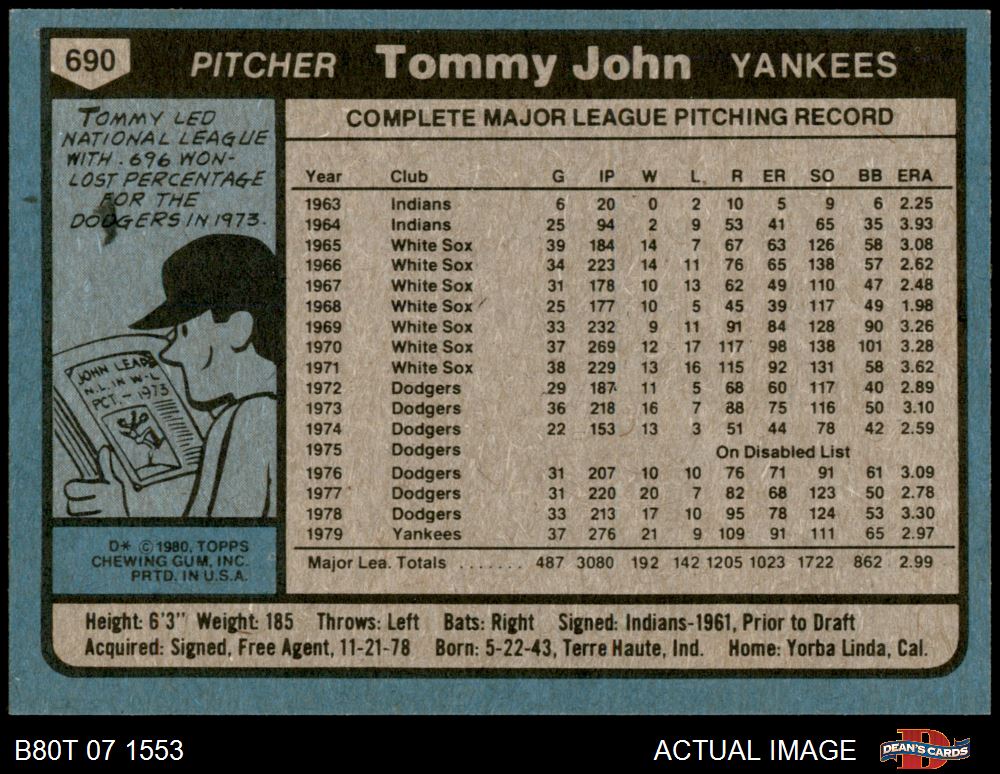 690 PITCHER Tommy John YANKEES
TOMMY LED
NATIONAL LEAGUE
WITH .696 WON-
LOST PERCENTAGE
FOR THE
DODGERS IN 1973.
JOHN LEADS
N.L. IN W-L
PCT. - 1973
D* © 1980, TOPPS
CHEWING GUM, INC.
PRTD. IN U.S.A.
COMPLETE MAJOR LEAGUE PITCHING RECORD
Year Club G IP W L R ER SO BB ERA
1963 Indians 6 20 0 2 10 5 9 6 2.25
1964 Indians 25 94 2 9 53 41 65 35 3.93
1965 White Sox 39 184 14 7 67 63 126 58 3.08
1966 White Sox 34 223 14 11 76 65 138 57 2.62
1967 White Sox 31 178 10 13 62 49 110 47 2.48
1968 White Sox 25 177 10 5 45 39 117 49 1.98
1969 White Sox 33 232 9 11 91 84 128 90 3.26
1970 White Sox 37 269 12 17 117 98 138 101 3.28
1971 White Sox 38 229 13 16 115 92 131 58 3.62
1972 Dodgers 29 187 11 5 68 60 117 40 2.89
1973 Dodgers 36 218 16 7 88 75 116 50 3.10
1974 Dodgers 22 153 13 3 51 44 78 42 2.59
1975 Dodgers On Disabled List
1976 Dodgers 31 207 10 10 76 71 91 61 3.09
1977 Dodgers 31 220 20 7 82 68 123 50 2.78
1978 Dodgers 33 213 17 10 95 78 124 53 3.30
1979 Yankees 37 276 21 9 109 91 111 65 2.97
Major Lea. Totals ....... 487 3080 192 142 1205 1023 1722 862 2.99
Height: 6'3" Weight: 185 Throws: Left Bats: Right Signed: Indians-1961, Prior to Draft
Acquired: Signed, Free Agent, 11-21-78 Born: 5-22-43, Terre Haute, Ind. Home: Yorba Linda, Cal.
B80T 07 1553 ACTUAL IMAGE DEAN'S CARDS